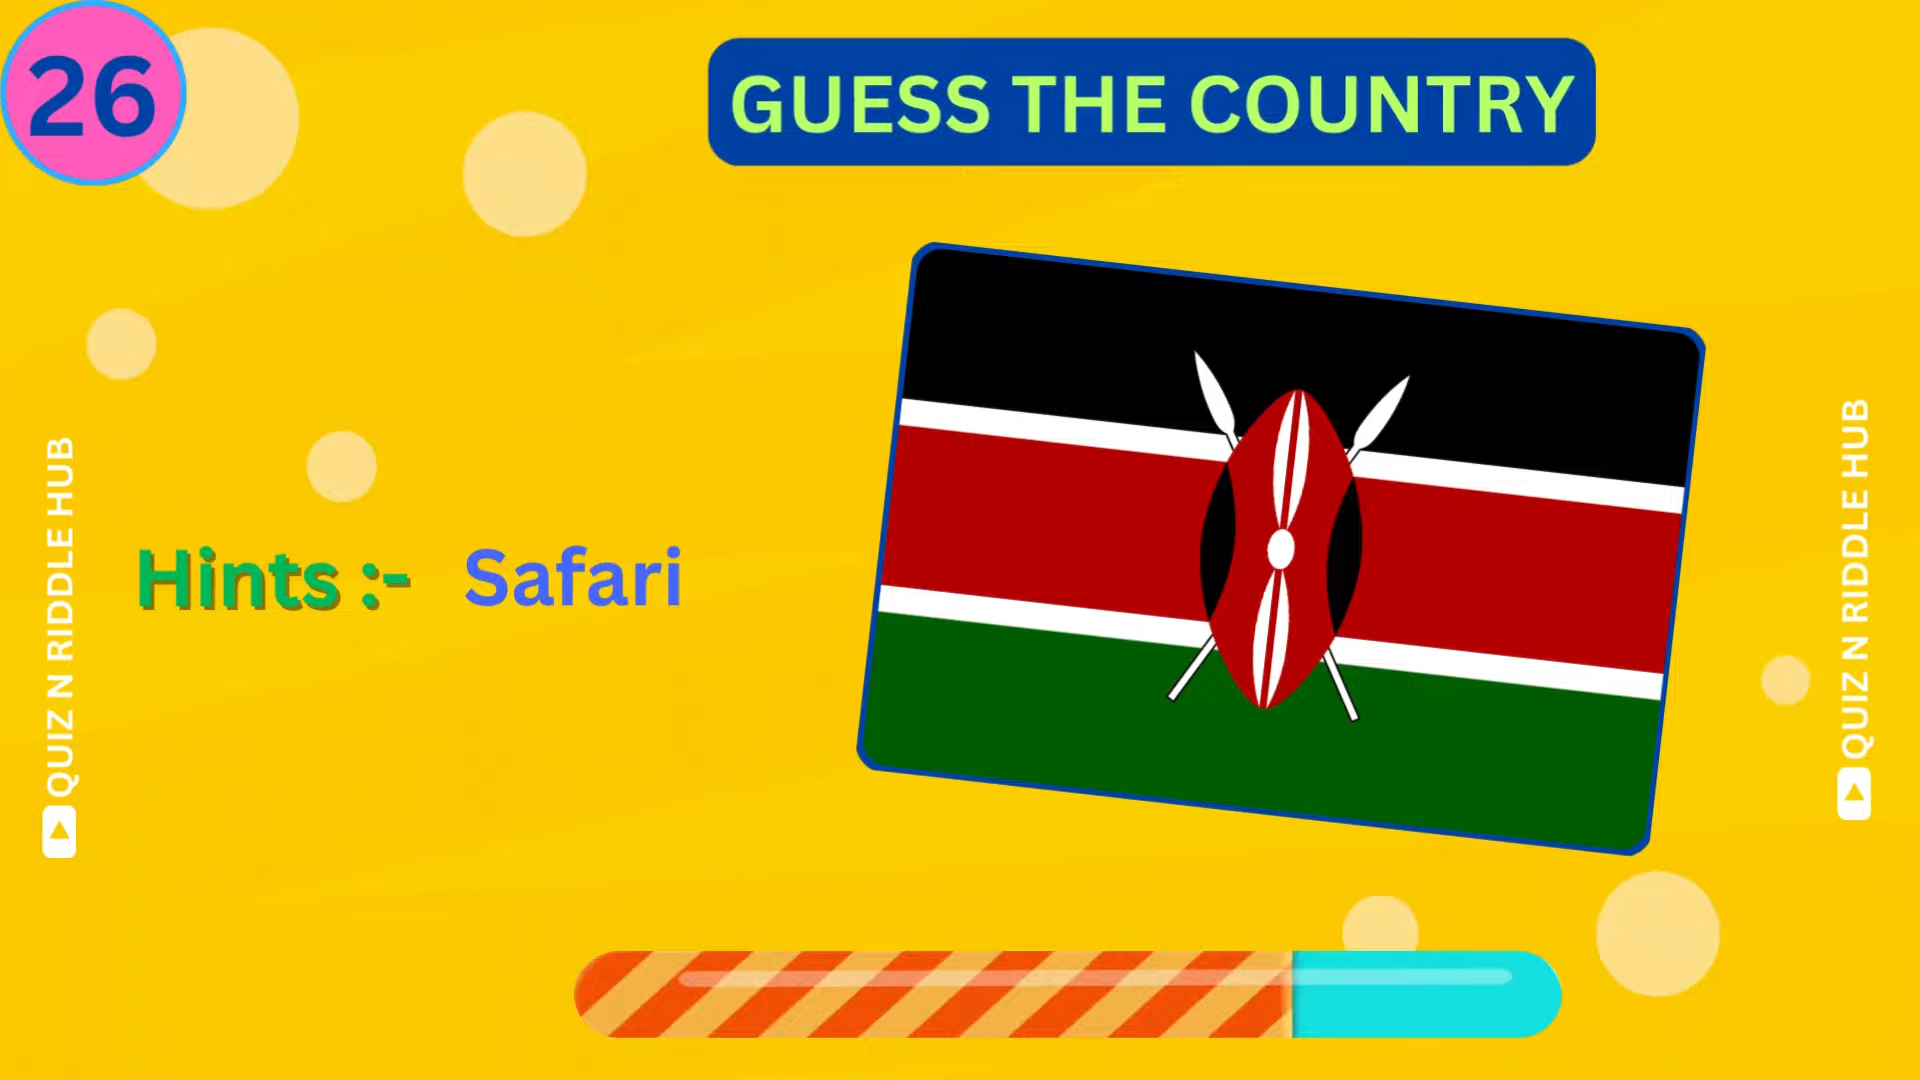 26
GUESS THE COUNTRY
Hints :- Safari
QUIZ N RIDDLE HUB
QUIZ N RIDDLE HUB